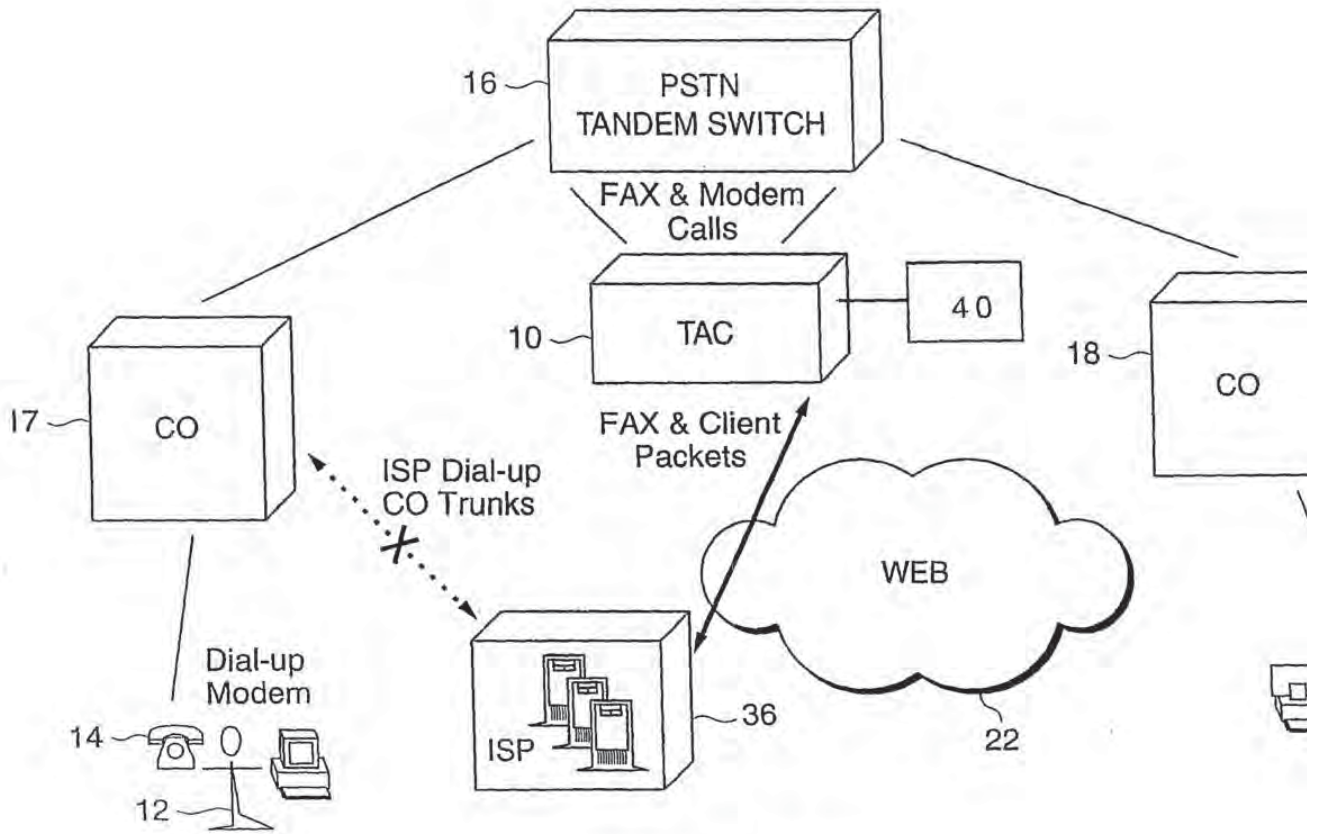 16
PSTN
TANDEM SWITCH
FAX & Modem
Calls
10
TAC
40
18
CO
17
CO
FAX & Client
Packets
ISP Dial-up
CO Trunks
WEB
Dial-up
Modem
14
12
ISP
36
22